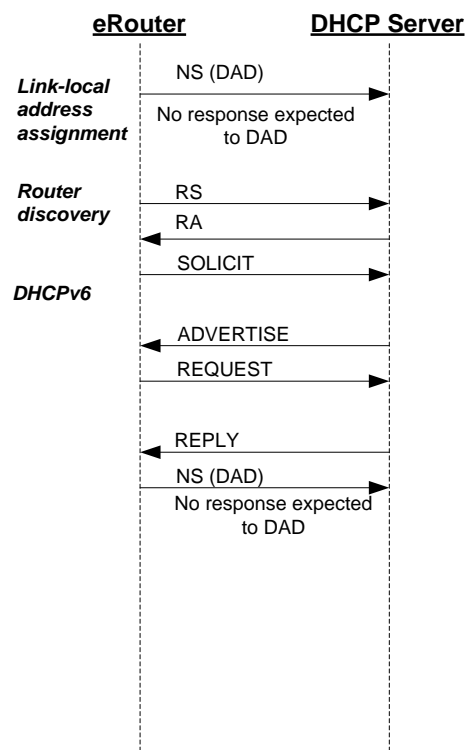 eRouter DHCP Server
NS (DAD)
Link-local
address
assignment
No response expected
to DAD
Router
discovery
RS
RA
SOLICIT
DHCPv6
ADVERTISE
REQUEST
REPLY
NS (DAD)
No response expected
to DAD